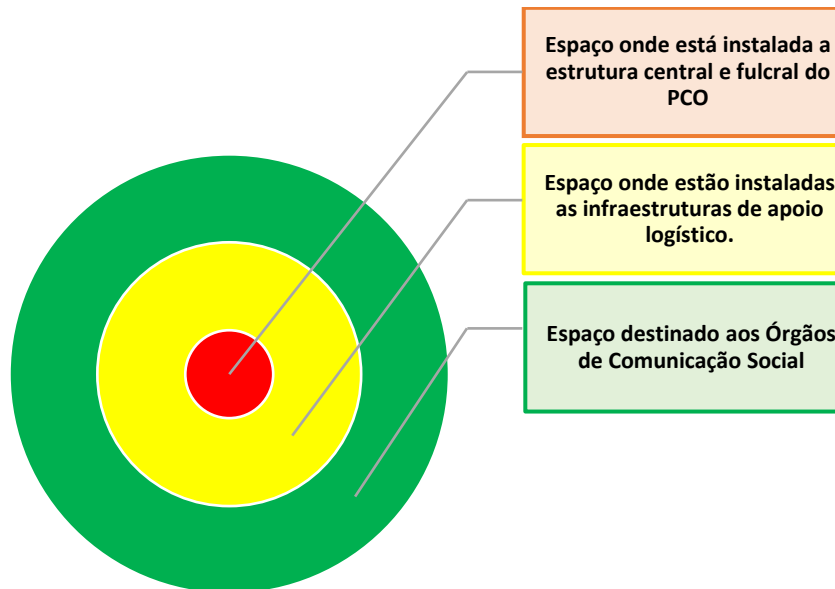 Espaço onde está instalada a
estrutura central e fulcral do
PCO
Espaço onde estão instaladas
as infraestruturas de apoio
logístico.
Espaço destinado aos Órgãos
de Comunicação Social